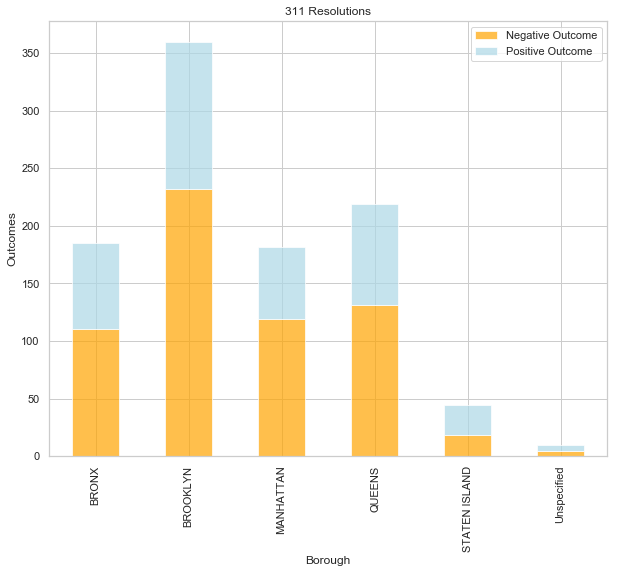 311 Resolutions
Negative Outcome
Positive Outcome
350
300
250
200
150
100
50
0
Outcomes
BRONX
BROOKLYN
MANHATTAN
QUEENS
STATEN ISLAND
Unspecified
Borough